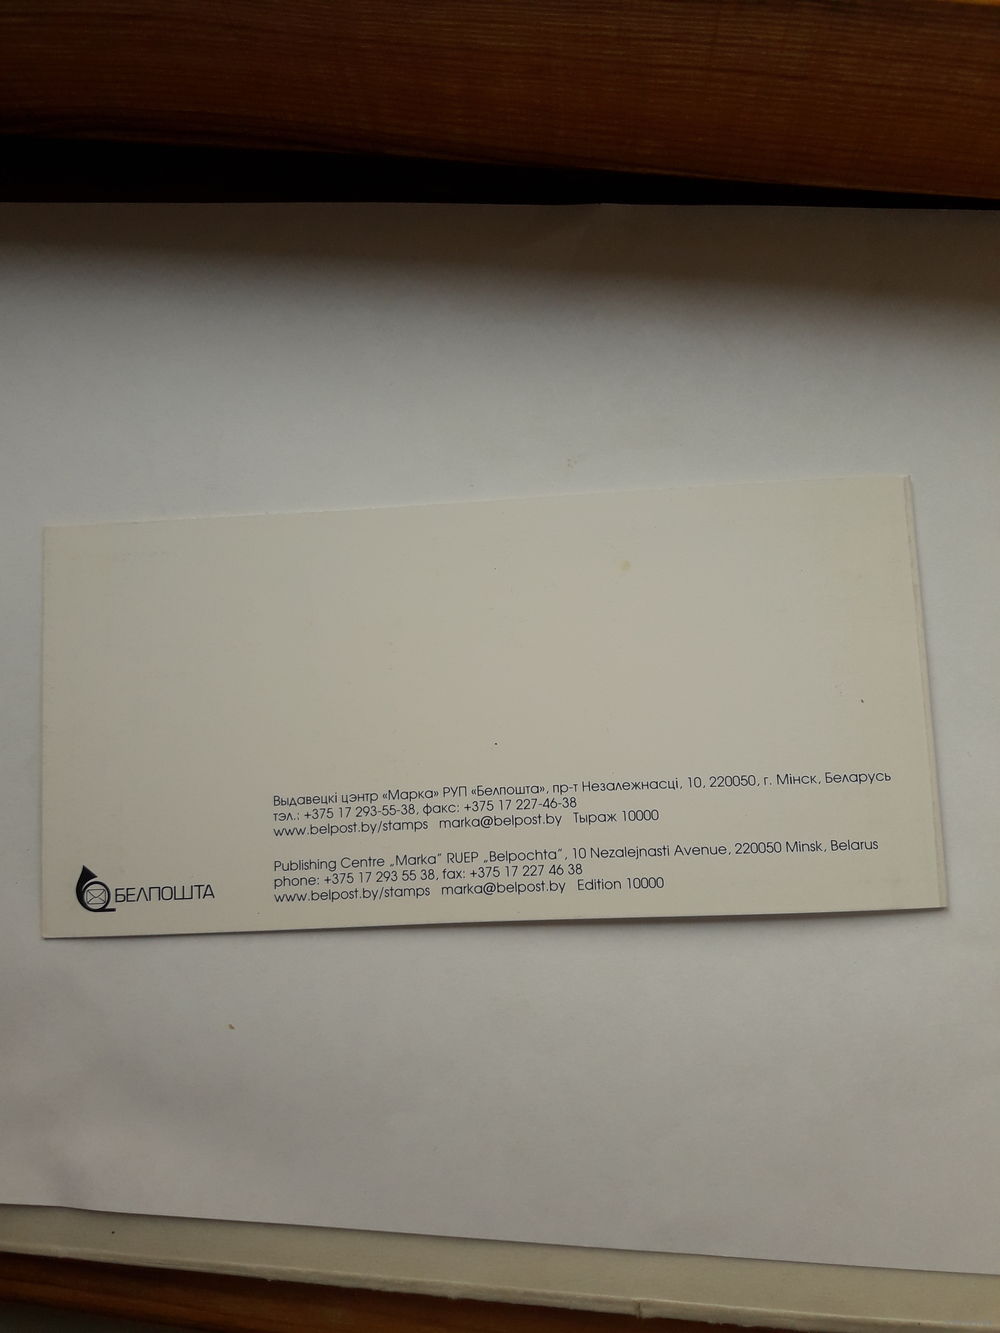 Выдавецкі цэнтр «Марка» РУП «Белпошта», пр-т Незалежнасці, 10, 220050, г. Мінск, Беларусь
тэл.: +375 17 293-55-38, факс: +375 17 227-46-38
www.belpost.by/stamps marka@belpost.by Тыраж 10000
Publishing Centre „Marka“ RUEP „Belpochta“, 10 Nezalejnasti Avenue, 220050 Minsk, Belarus
phone: +375 17 293 55 38, fax: +375 17 227 46 38
www.belpost.by/stamps marka@belpost.by Edition 10000
БЕЛПОШТА